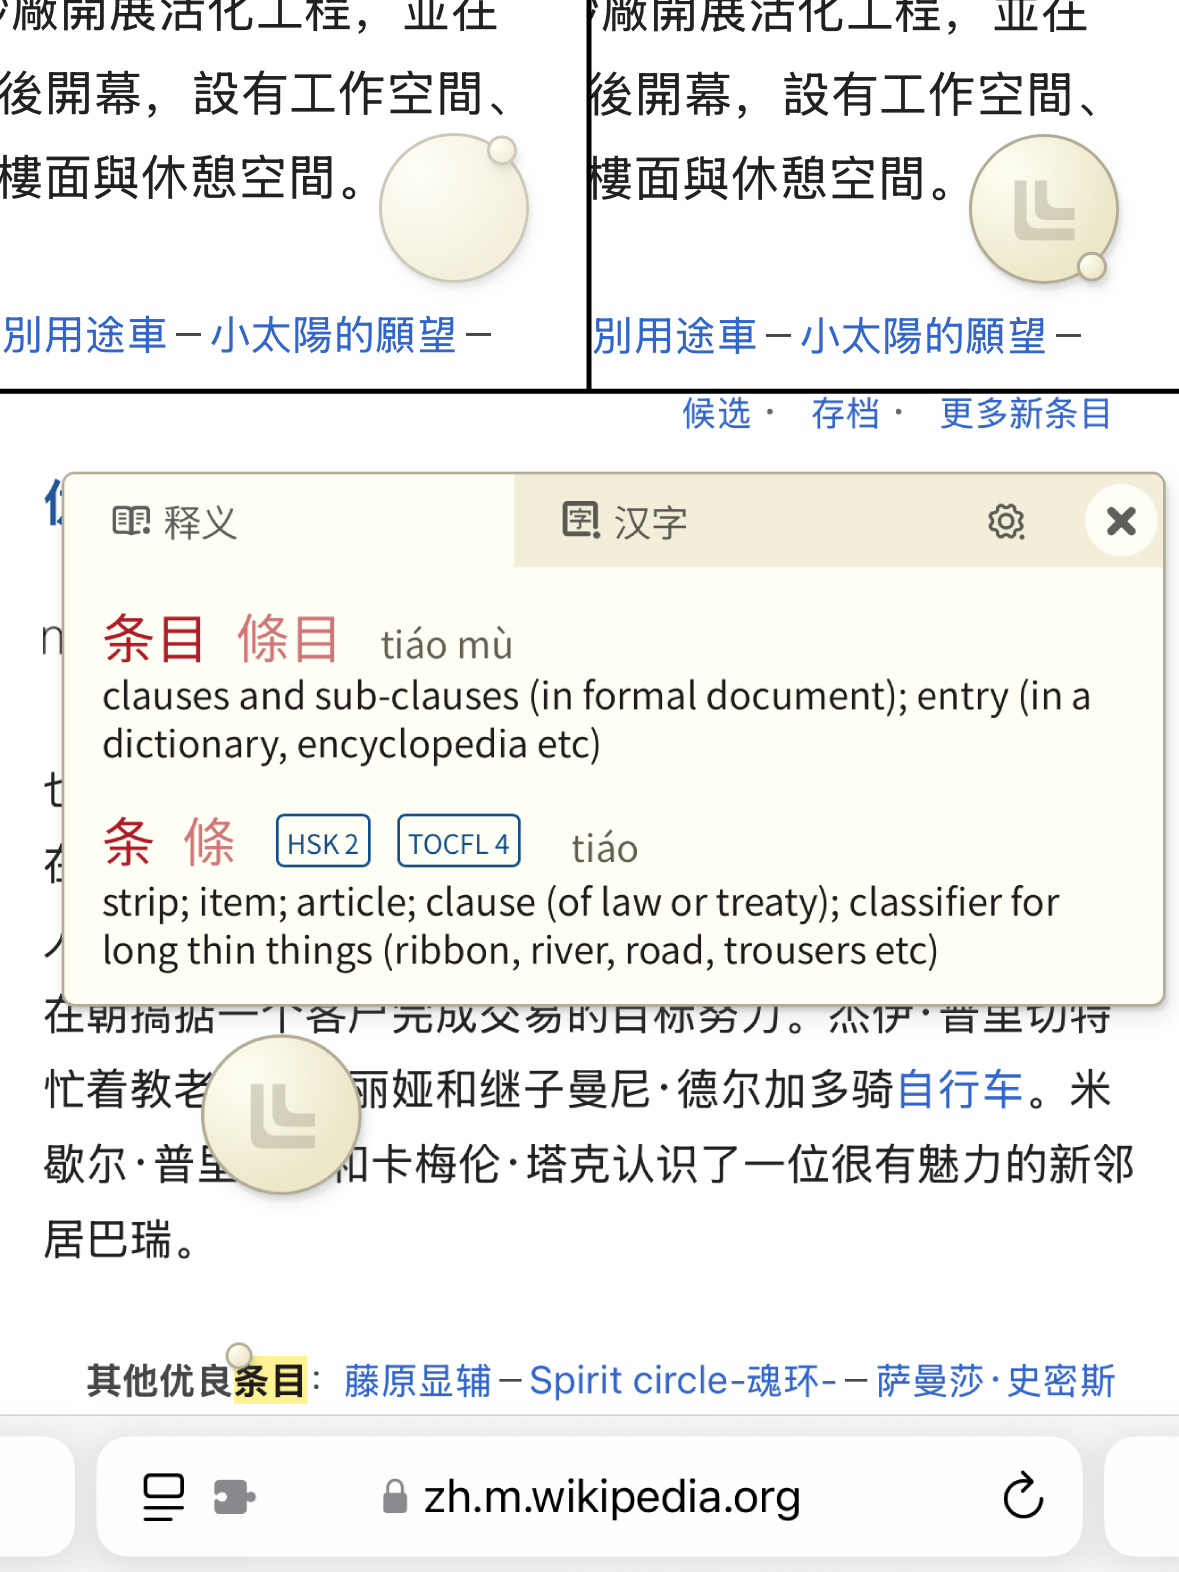 廠開展活化工程，並在
後開幕，設有工作空間、
樓面與休憩空間。
別用途車－小太陽的願望－
廠開展活化工程，並在
後開幕，設有工作空間、
樓面與休憩空間。
別用途車－小太陽的願望－
候选 · 存档 · 更多新条目
释义
汉字
条目 條目 tiáo mù
clauses and sub-clauses (in formal document); entry (in a
dictionary, encyclopedia etc)
条 條 HSK 2 TOCFL 4 tiáo
strip; item; article; clause (of law or treaty); classifier for
long thin things (ribbon, river, road, trousers etc)
在朝搞掂一个客户完成交易的目标努力。杰伊·普里切特
忙着教老 丽娅和继子曼尼·德尔加多骑自行车。米
歇尔·普里 和卡梅伦·塔克认识了一位很有魅力的新邻
居巴瑞。
其他优良条目：藤原显辅－Spirit circle-魂环-－萨曼莎·史密斯
zh.m.wikipedia.org